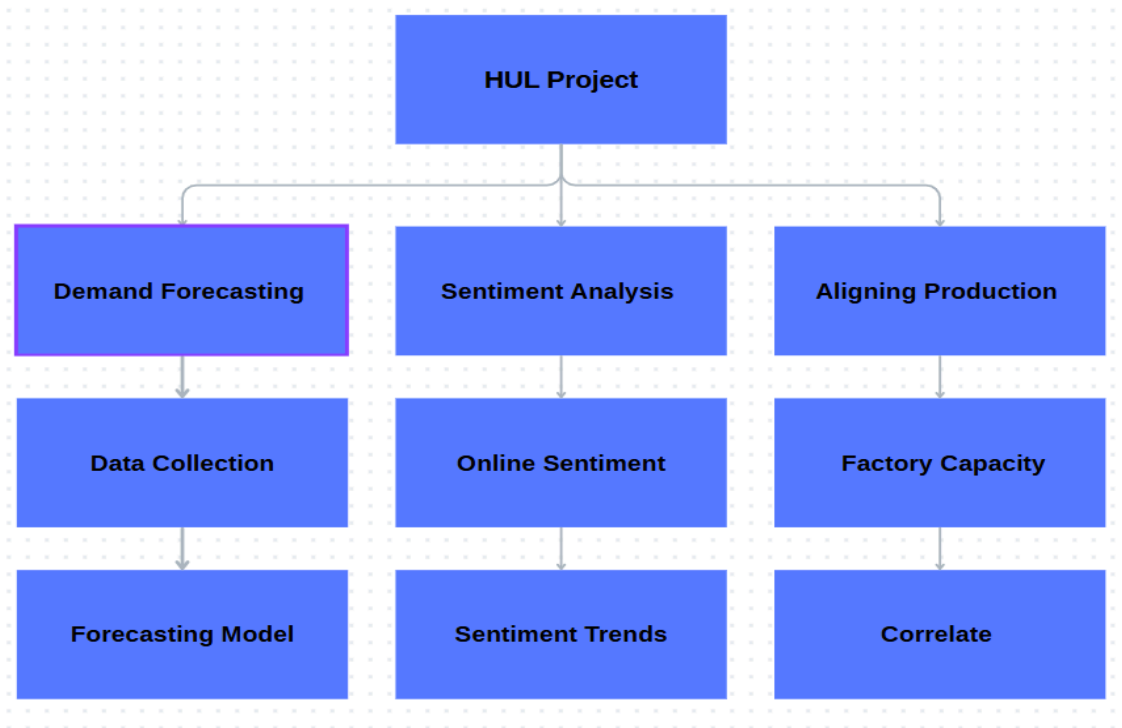 HUL Project
Demand Forecasting
Sentiment Analysis
Aligning Production
Data Collection
Online Sentiment
Factory Capacity
Forecasting Model
Sentiment Trends
Correlate